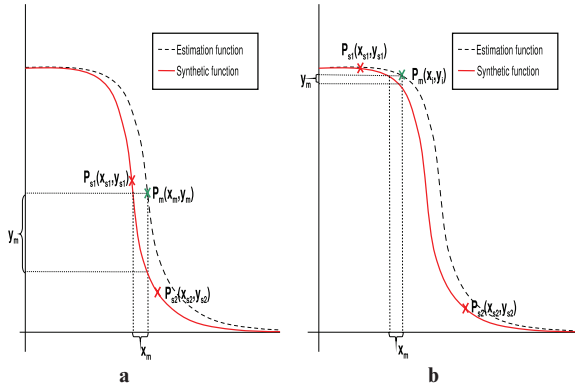 Estimation function
Synthetic function
P_s1(x_s1,y_s1)
P_m(x_m,y_m)
y_m
P_s2(x_s2,y_s2)
x_m
a
Estimation function
Synthetic function
P_s1(x_s1,y_s1)
P_m(x_i,y_i)
y_m
P_s2(x_s2,y_s2)
x_m
b